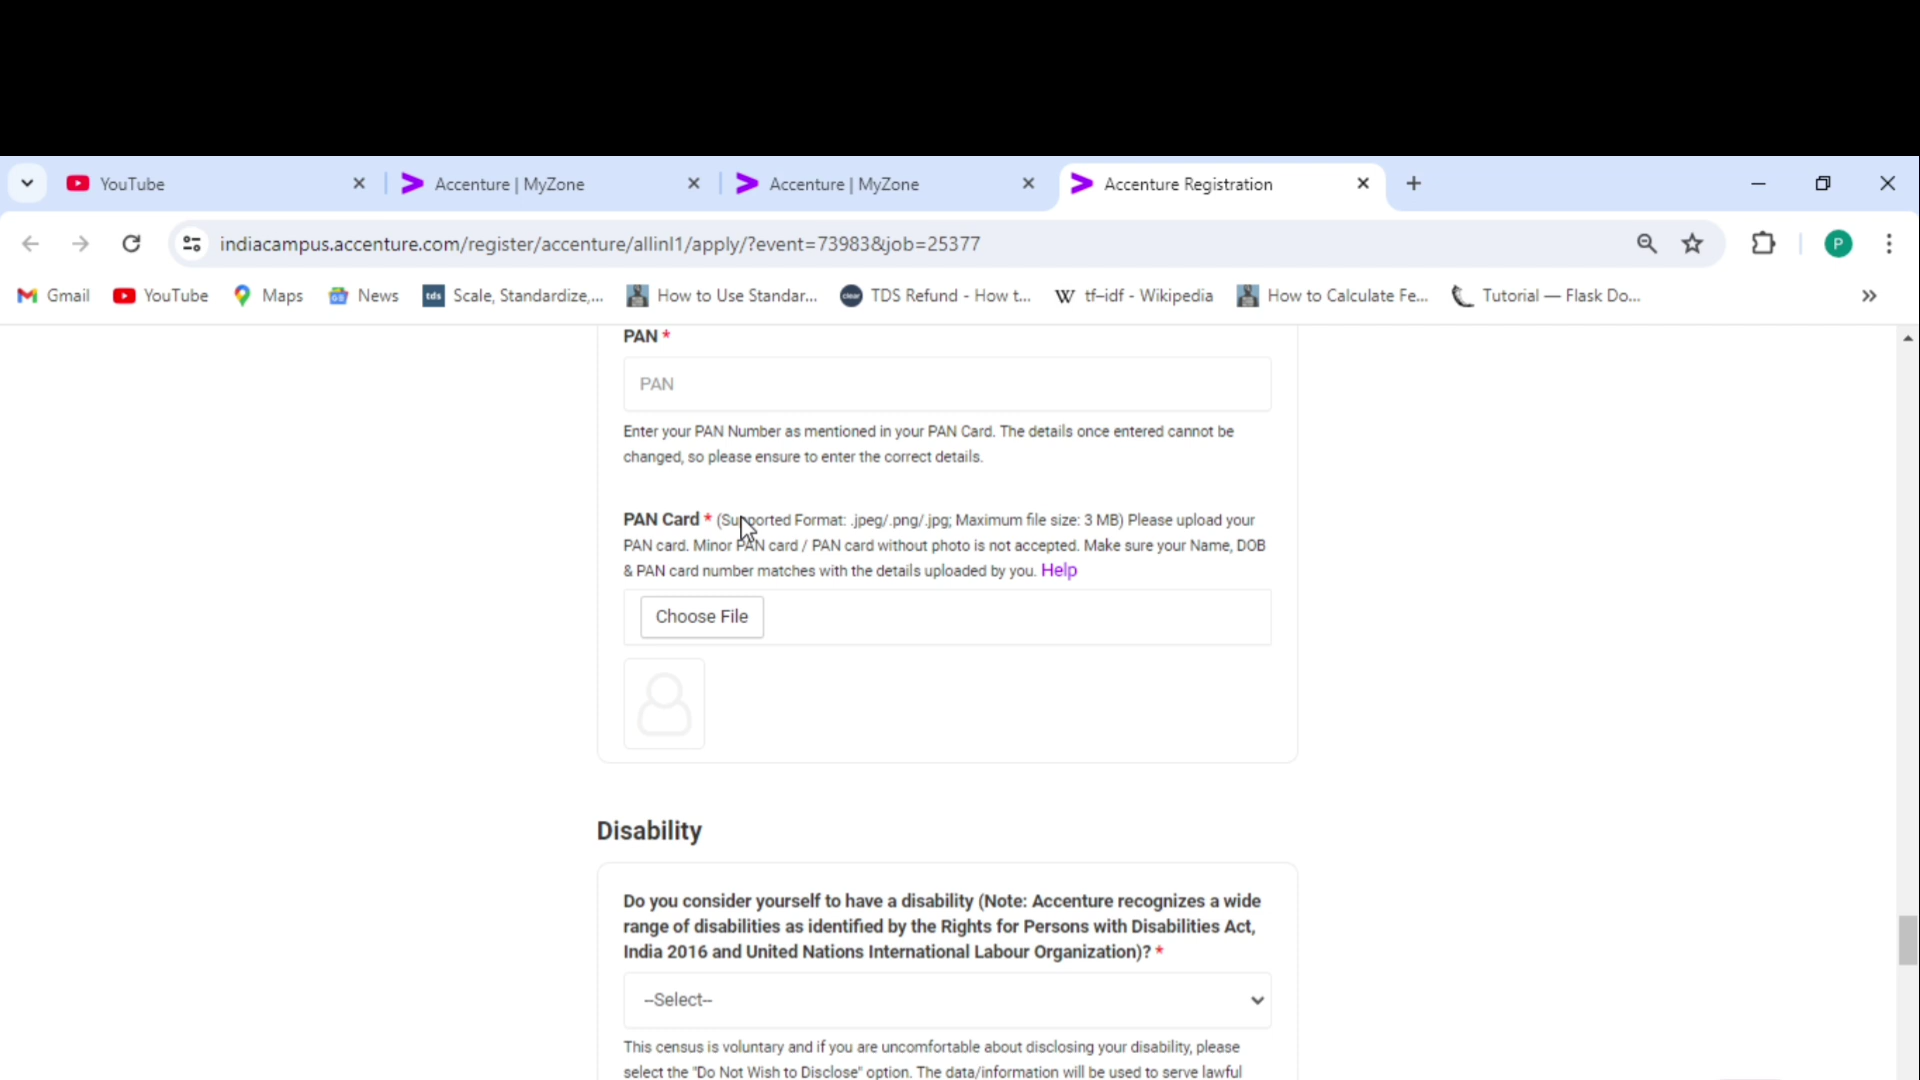 YouTube
Accenture | MyZone
Accenture | MyZone
Accenture Registration
indiacampus.accenture.com/register/accenture/allinl1/apply/?event=73983&job=25377
P
Gmail
YouTube
Maps
News
tds Scale, Standardize,...
How to Use Standar...
clear TDS Refund - How t...
W tf–idf - Wikipedia
How to Calculate Fe...
Tutorial — Flask Do...
PAN *
PAN
Enter your PAN Number as mentioned in your PAN Card. The details once entered cannot be
changed, so please ensure to enter the correct details.
PAN Card * (Supported Format: .jpeg/.png/.jpg; Maximum file size: 3 MB) Please upload your
PAN card. Minor PAN card / PAN card without photo is not accepted. Make sure your Name, DOB
& PAN card number matches with the details uploaded by you. Help
Choose File
Disability
Do you consider yourself to have a disability (Note: Accenture recognizes a wide
range of disabilities as identified by the Rights for Persons with Disabilities Act,
India 2016 and United Nations International Labour Organization)? *
--Select--
This census is voluntary and if you are uncomfortable about disclosing your disability, please
select the "Do Not Wish to Disclose" option. The data/information will be used to serve lawful